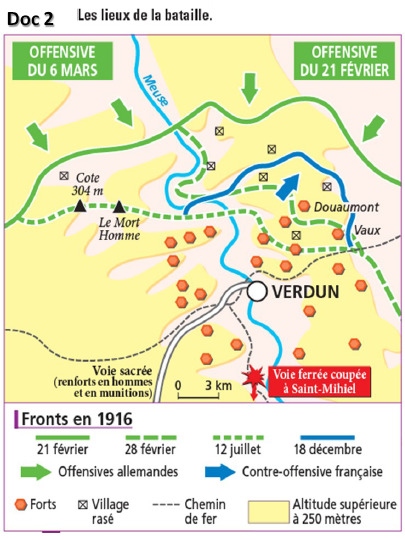 Doc 2
Les lieux de la bataille.
OFFENSIVE
DU 6 MARS
OFFENSIVE
DU 21 FÉVRIER
Meuse
Cote
304 m
Le Mort
Homme
Douaumont
Vaux
VERDUN
Voie sacrée
(renforts en hommes
et en munitions)
0 3 km
Voie ferrée coupée
à Saint-Mihiel
Fronts en 1916
21 février
28 février
12 juillet
18 décembre
Offensives allemandes
Contre-offensive française
Forts
Village
rasé
Chemin
de fer
Altitude supérieure
à 250 mètres